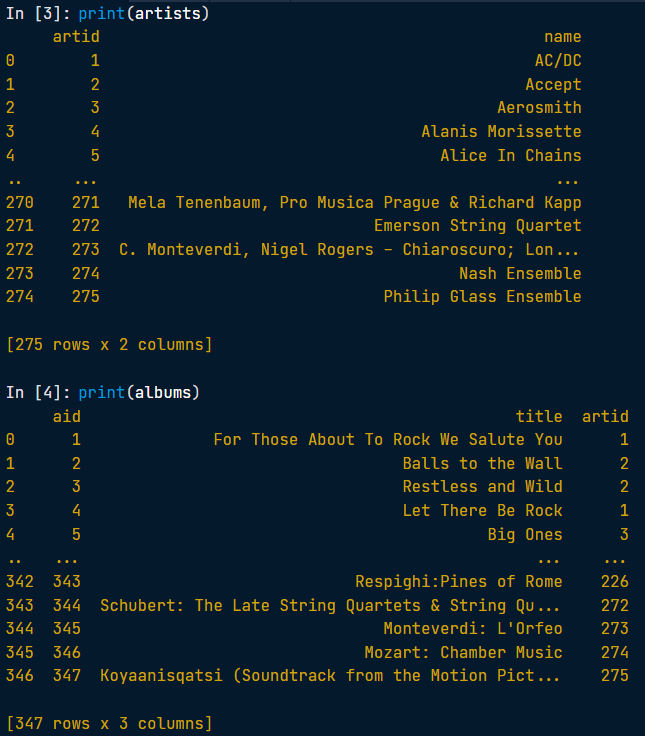 In [3]: print(artists)
artid name
0 1 AC/DC
1 2 Accept
2 3 Aerosmith
3 4 Alanis Morissette
4 5 Alice In Chains
.. ... ...
270 271 Mela Tenenbaum, Pro Musica Prague & Richard Kapp
271 272 Emerson String Quartet
272 273 C. Monteverdi, Nigel Rogers - Chiaroscuro; Lon...
273 274 Nash Ensemble
274 275 Philip Glass Ensemble
[275 rows x 2 columns]
In [4]: print(albums)
aid title artid
0 1 For Those About To Rock We Salute You 1
1 2 Balls to the Wall 2
2 3 Restless and Wild 2
3 4 Let There Be Rock 1
4 5 Big Ones 3
.. ... ... ...
342 343 Respighi:Pines of Rome 226
343 344 Schubert: The Late String Quartets & String Qu... 272
344 345 Monteverdi: L'Orfeo 273
345 346 Mozart: Chamber Music 274
346 347 Koyaanisqatsi (Soundtrack from the Motion Pict... 275
[347 rows x 3 columns]